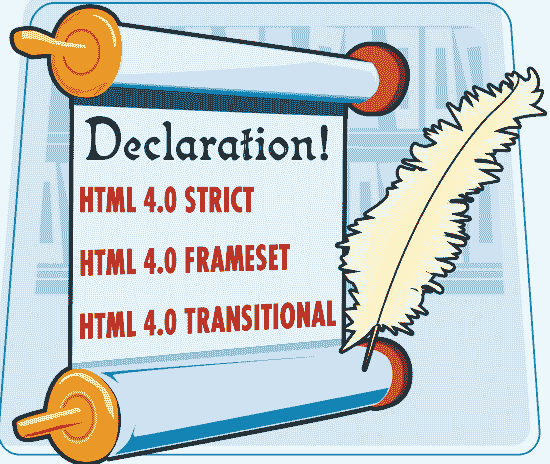 Declaration!
HTML 4.0 STRICT
HTML 4.0 FRAMESET
HTML 4.0 TRANSITIONAL